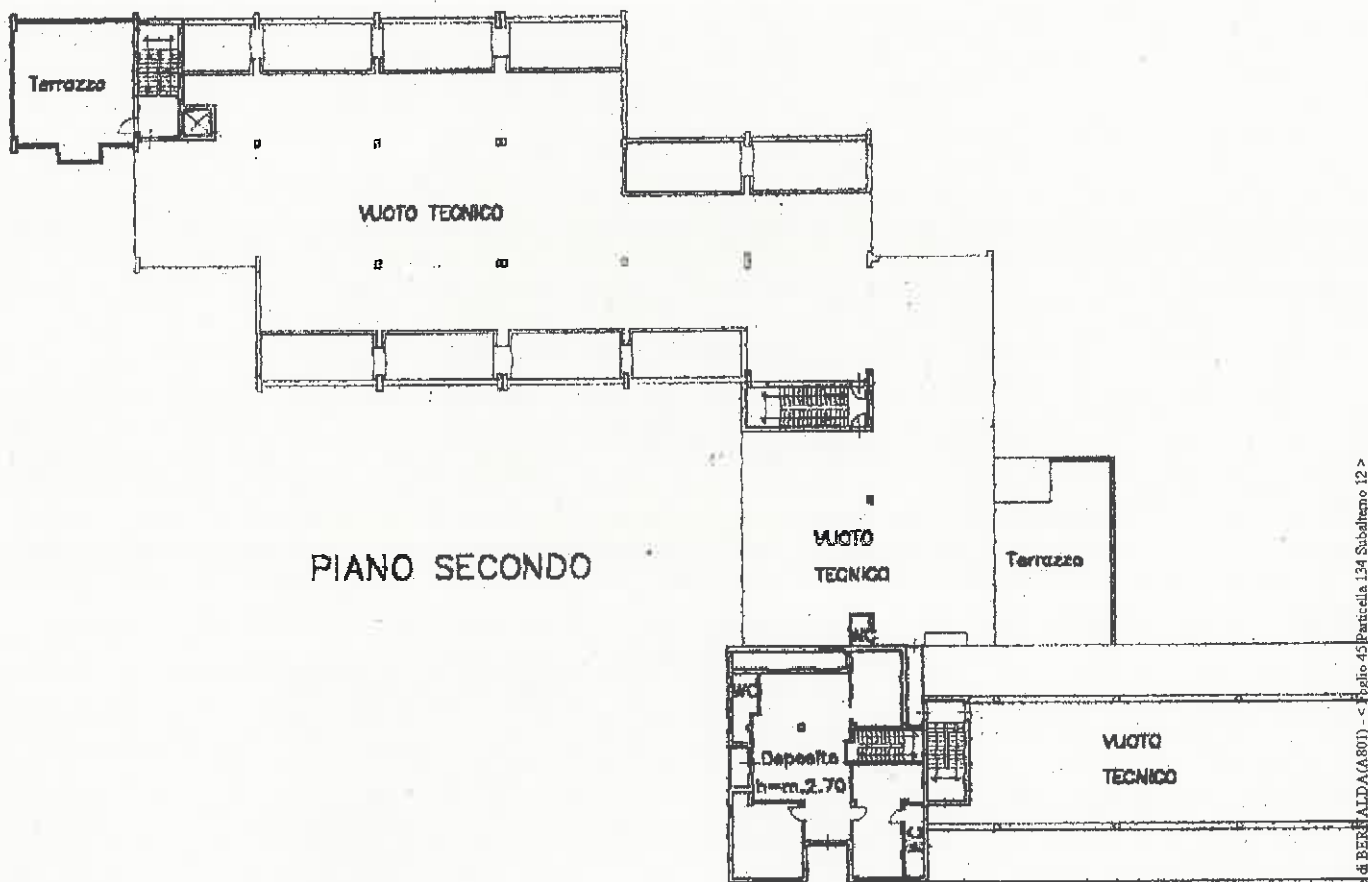 Terrazzo
VUOTO TECNICO
PIANO SECONDO
VUOTO
TECNICO
Terrazzo
WC
WC
Deposito
h=m.2.70
VUOTO
TECNICO
WC
di BERNALDA (A801) - < Foglio 45 Particella 134 Subalterno 12 >